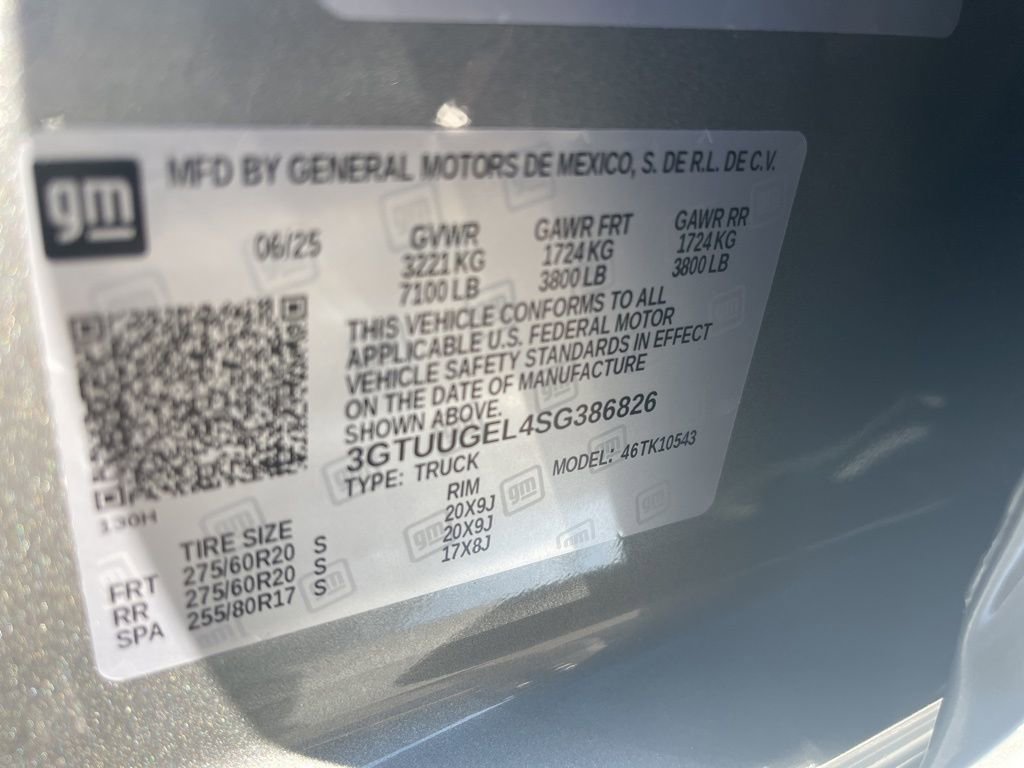 gm
MFD BY GENERAL MOTORS DE MEXICO, S. DE R.L. DE C.V.
06/25
GVWR GAWR FRT GAWR RR
3221 KG 1724 KG 1724 KG
7100 LB 3800 LB 3800 LB
THIS VEHICLE CONFORMS TO ALL
APPLICABLE U.S. FEDERAL MOTOR
VEHICLE SAFETY STANDARDS IN EFFECT
ON THE DATE OF MANUFACTURE
SHOWN ABOVE.
3GTUUGEL4SG386826
TYPE: TRUCK MODEL: 46TK10543
130H
TIRE SIZE RIM
FRT 275/60R20 S 20X9J
RR 275/60R20 S 20X9J
SPA 255/80R17 S 17X8J